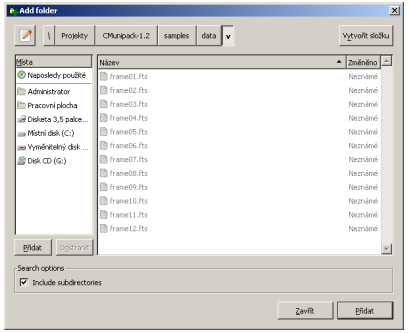 Add folder
\ Projekty CMunipack-1.2 samples data v Vytvořit složku
Místa
Naposledy použité
Administrator
Pracovní plocha
Disketa 3,5 palce...
Místní disk (C:)
Vyměnitelný disk ...
Disk CD (G:)
Přidat Odstranit
Název Změněno
frame01.fts Neznámé
frame02.fts Neznámé
frame03.fts Neznámé
frame04.fts Neznámé
frame05.fts Neznámé
frame06.fts Neznámé
frame07.fts Neznámé
frame08.fts Neznámé
frame09.fts Neznámé
frame10.fts Neznámé
frame11.fts Neznámé
frame12.fts Neznámé
Search options
Include subdirectories
Zavřít Přidat